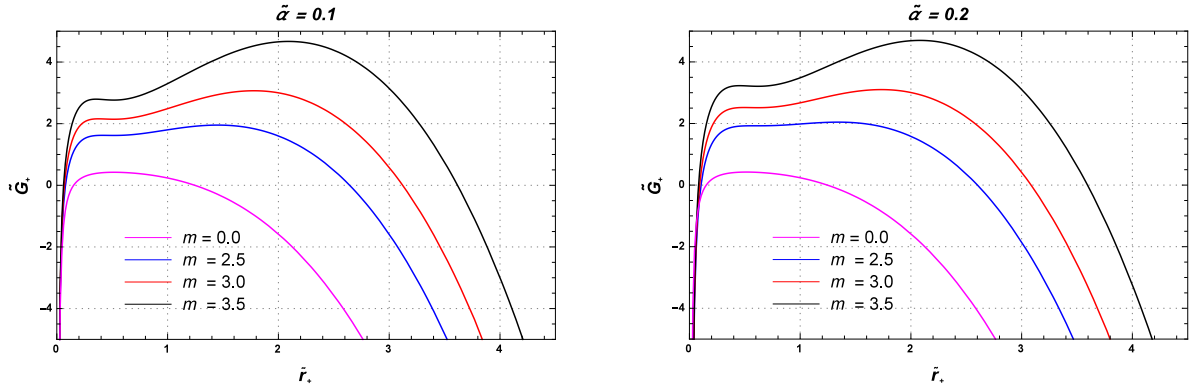 α̃ = 0.1
4
2
0
−2
−4
G̃₊
m = 0.0
m = 2.5
m = 3.0
m = 3.5
0 1 2 3 4
r̃₊
α̃ = 0.2
4
2
0
−2
−4
G̃₊
m = 0.0
m = 2.5
m = 3.0
m = 3.5
0 1 2 3 4
r̃₊